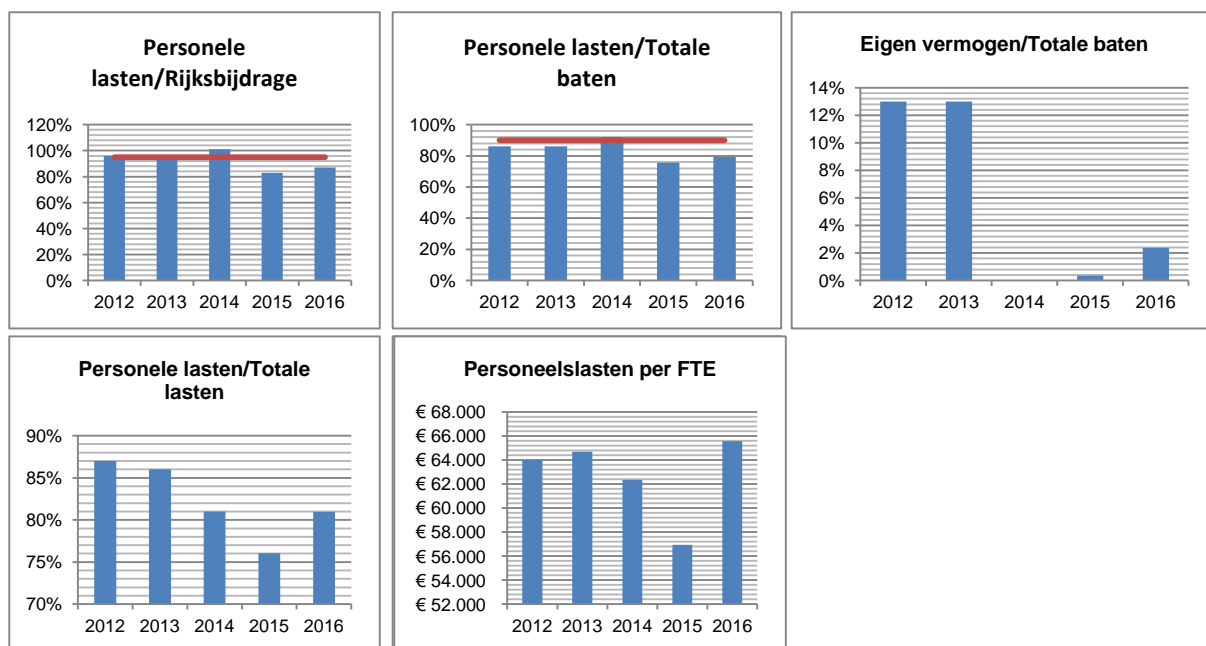 Personele
lasten/Rijksbijdrage
120%
100%
80%
60%
40%
20%
0%
2012 2013 2014 2015 2016
Personele lasten/Totale
baten
100%
80%
60%
40%
20%
0%
2012 2013 2014 2015 2016
Eigen vermogen/Totale baten
14%
12%
10%
8%
6%
4%
2%
0%
2012 2013 2014 2015 2016
Personele lasten/Totale
lasten
90%
85%
80%
75%
70%
2012 2013 2014 2015 2016
Personeelslasten per FTE
€ 68.000
€ 66.000
€ 64.000
€ 62.000
€ 60.000
€ 58.000
€ 56.000
€ 54.000
€ 52.000
2012 2013 2014 2015 2016